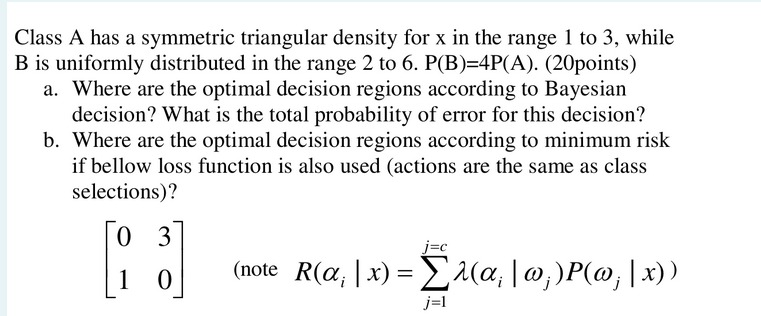 Class A has a symmetric triangular density for x in the range 1 to 3, while
B is uniformly distributed in the range 2 to 6. P(B)=4P(A). (20points)
a. Where are the optimal decision regions according to Bayesian
decision? What is the total probability of error for this decision?
b. Where are the optimal decision regions according to minimum risk
if bellow loss function is also used (actions are the same as class
selections)?
[0 3
1 0] (note R(α_i | x) = ∑_{j=1}^{j=c} λ(α_i | ω_j)P(ω_j | x) )